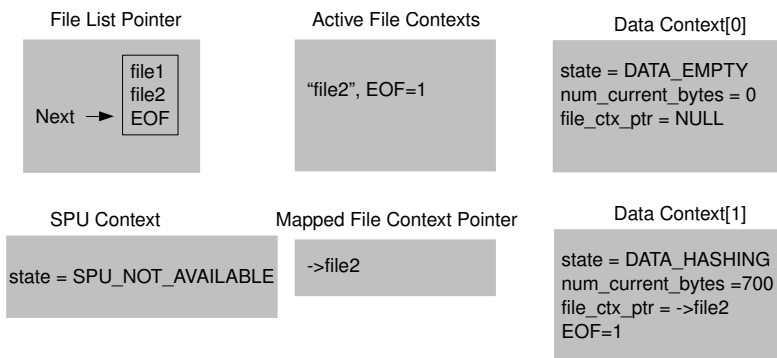 File List Pointer
file1
file2
Next
EOF
Active File Contexts
“file2”, EOF=1
Data Context[0]
state = DATA_EMPTY
num_current_bytes = 0
file_ctx_ptr = NULL
SPU Context
state = SPU_NOT_AVAILABLE
Mapped File Context Pointer
->file2
Data Context[1]
state = DATA_HASHING
num_current_bytes =700
file_ctx_ptr = ->file2
EOF=1